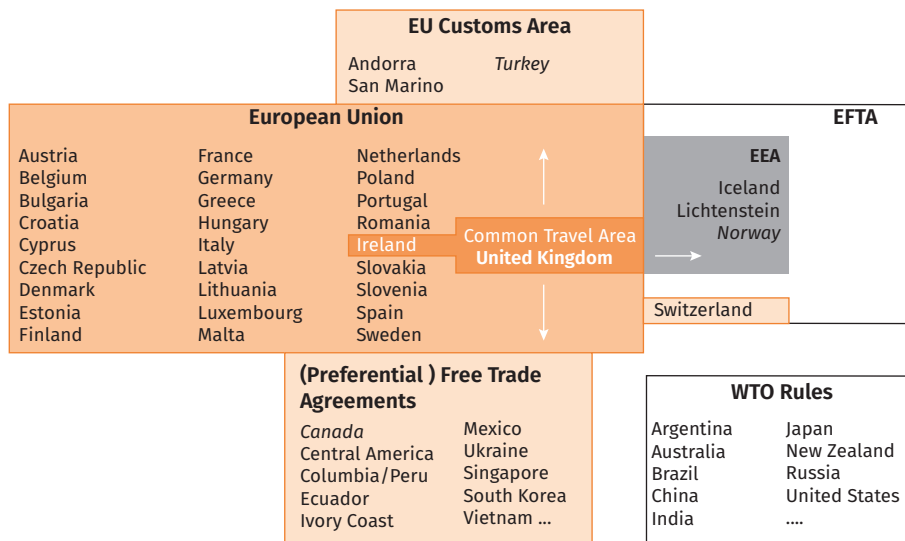 EU Customs Area
Andorra
San Marino
Turkey
European Union
Austria
Belgium
Bulgaria
Croatia
Cyprus
Czech Republic
Denmark
Estonia
Finland
France
Germany
Greece
Hungary
Italy
Latvia
Lithuania
Luxembourg
Malta
Netherlands
Poland
Portugal
Romania
Ireland
Slovakia
Slovenia
Spain
Sweden
Common Travel Area
United Kingdom
EFTA
EEA
Iceland
Lichtenstein
Norway
Switzerland
(Preferential ) Free Trade
Agreements
Canada
Central America
Columbia/Peru
Ecuador
Ivory Coast
Mexico
Ukraine
Singapore
South Korea
Vietnam ...
WTO Rules
Argentina
Australia
Brazil
China
India
Japan
New Zealand
Russia
United States
....